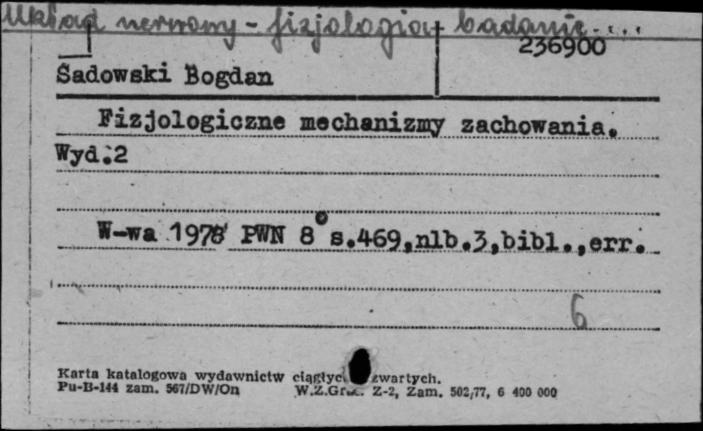 Układ nerwowy - fizjologia - badanie....
236900
Sadowski Bogdan
Fizjologiczne mechanizmy zachowania.
Wyd.2
W-wa 1978 PWN 8° s.469,nlb.3,bibl.,err.
6
Karta katalogowa wydawnictw ciągłyc zwartych.
Pu-B-144 zam. 567/DW/On W.Z.Graf. Z-2, Zam. 502/77, 6 400 000